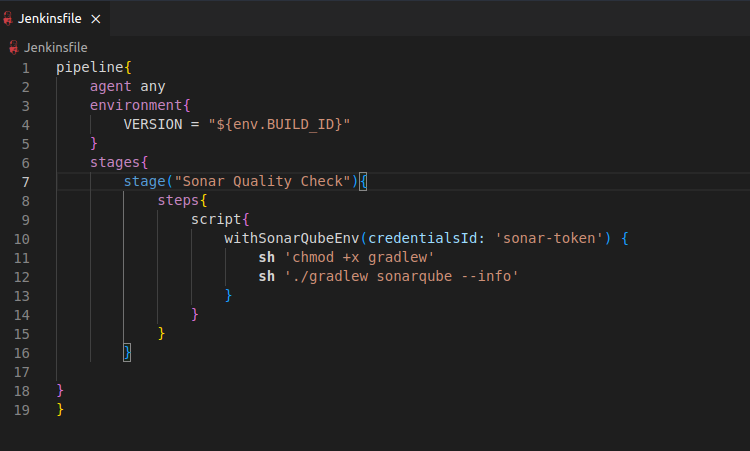 Jenkinsfile ×
Jenkinsfile
1 pipeline{
2     agent any
3     environment{
4         VERSION = "${env.BUILD_ID}"
5     }
6     stages{
7         stage("Sonar Quality Check"){
8             steps{
9                 script{
10                     withSonarQubeEnv(credentialsId: 'sonar-token') {
11                         sh 'chmod +x gradlew'
12                         sh './gradlew sonarqube --info'
13                     }
14                 }
15             }
16         }
17
18 }
19 }